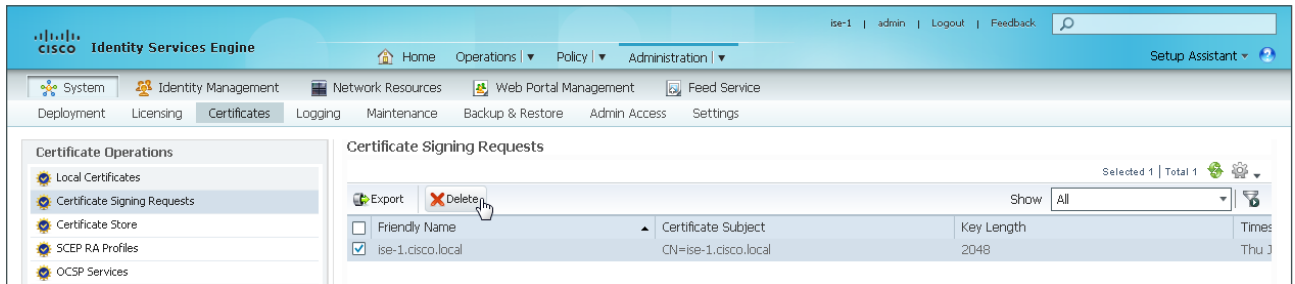 ise-1 | admin | Logout | Feedback
CISCO Identity Services Engine
Home Operations | Policy | Administration | Setup Assistant
System Identity Management Network Resources Web Portal Management Feed Service
Deployment Licensing Certificates Logging Maintenance Backup & Restore Admin Access Settings
Certificate Operations
Local Certificates
Certificate Signing Requests
Certificate Store
SCEP RA Profiles
OCSP Services
Certificate Signing Requests
Selected 1 | Total 1
Export Delete Show All
Friendly Name Certificate Subject Key Length Times
ise-1.cisco.local CN=ise-1.cisco.local 2048 Thu J